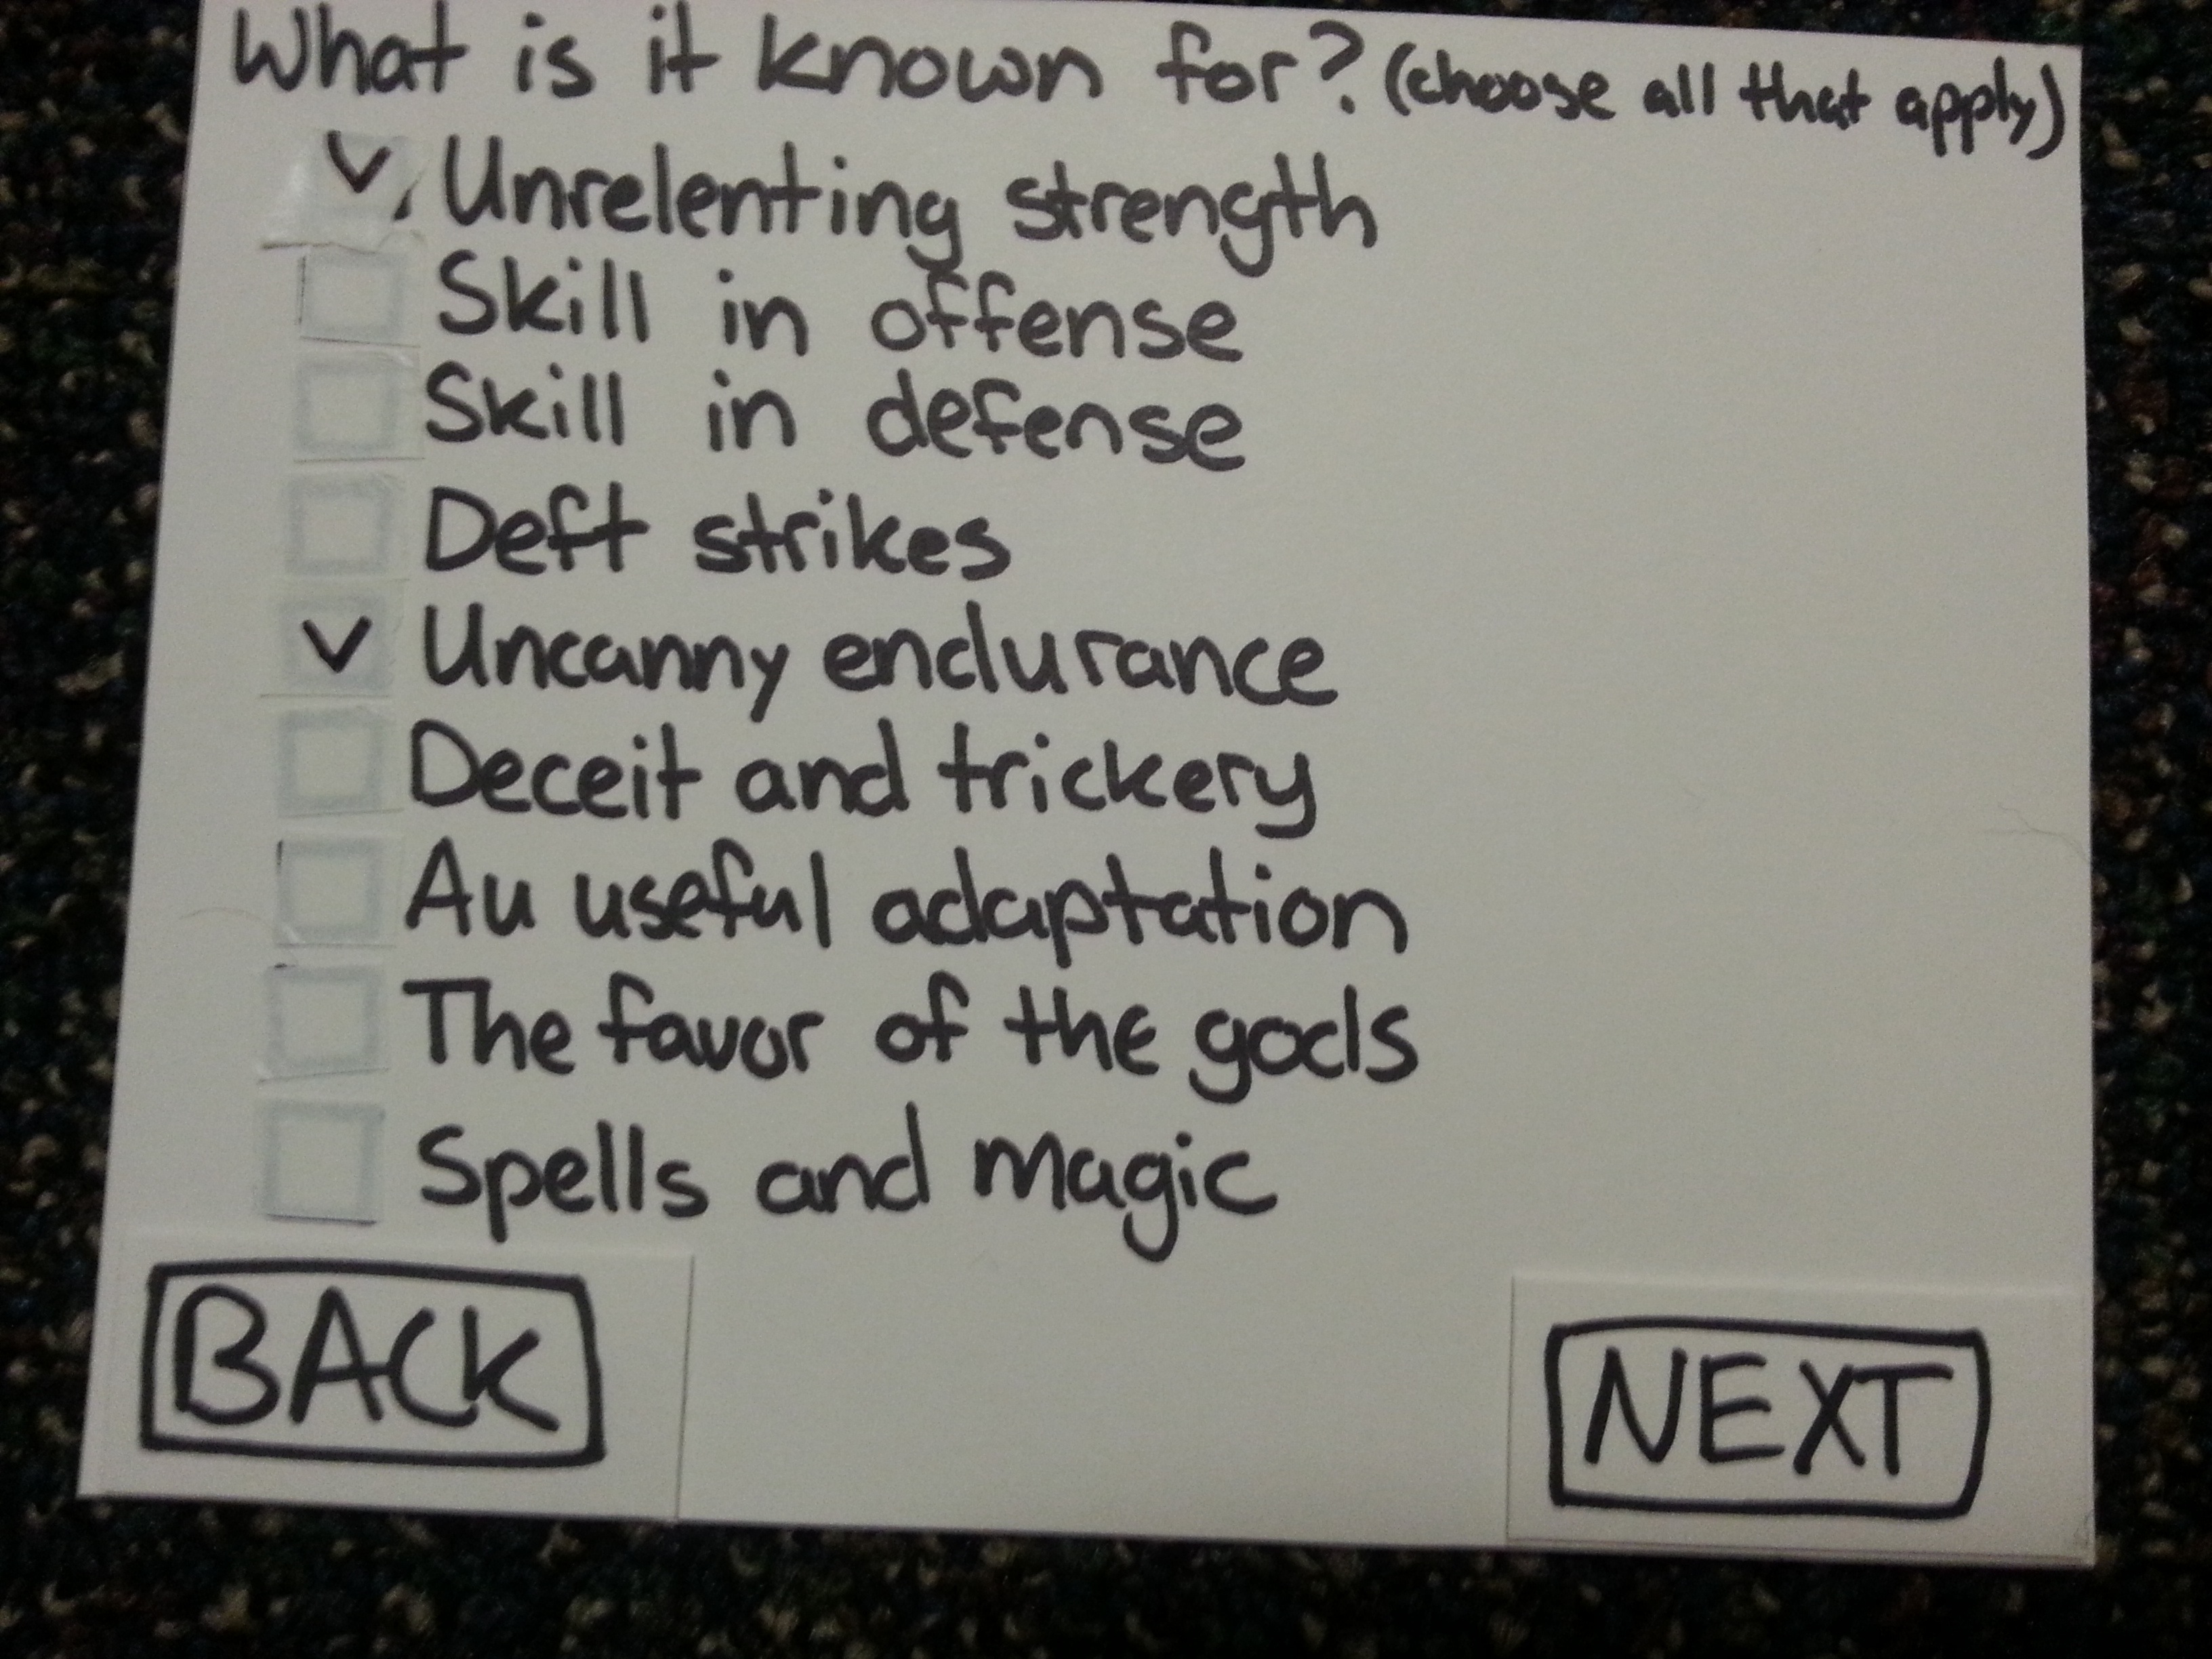 What is it known for? (choose all that apply)
Unrelenting strength
Skill in offense
Skill in defense
Deft strikes
Uncanny endurance
Deceit and trickery
Au useful adaptation
The favor of the gods
Spells and magic
BACK
NEXT